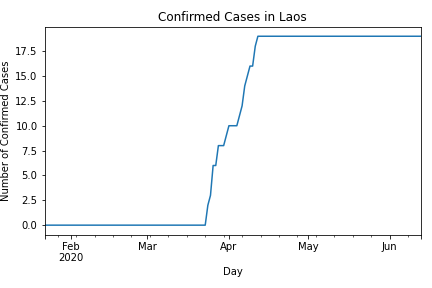 Confirmed Cases in Laos
Number of Confirmed Cases
17.5
15.0
12.5
10.0
7.5
5.0
2.5
0.0
Feb Mar Apr May Jun
2020
Day